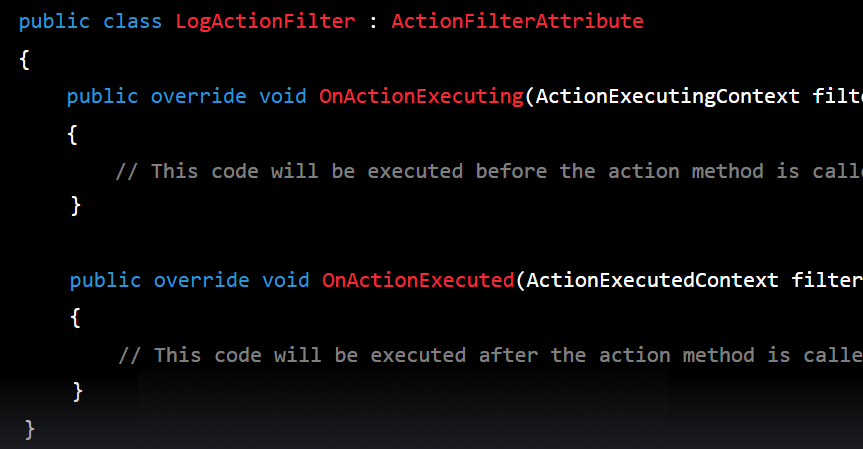 public class LogActionFilter : ActionFilterAttribute
{
public override void OnActionExecuting(ActionExecutingContext filte
{
// This code will be executed before the action method is calle
}
public override void OnActionExecuted(ActionExecutedContext filter
{
// This code will be executed after the action method is calle
}
}